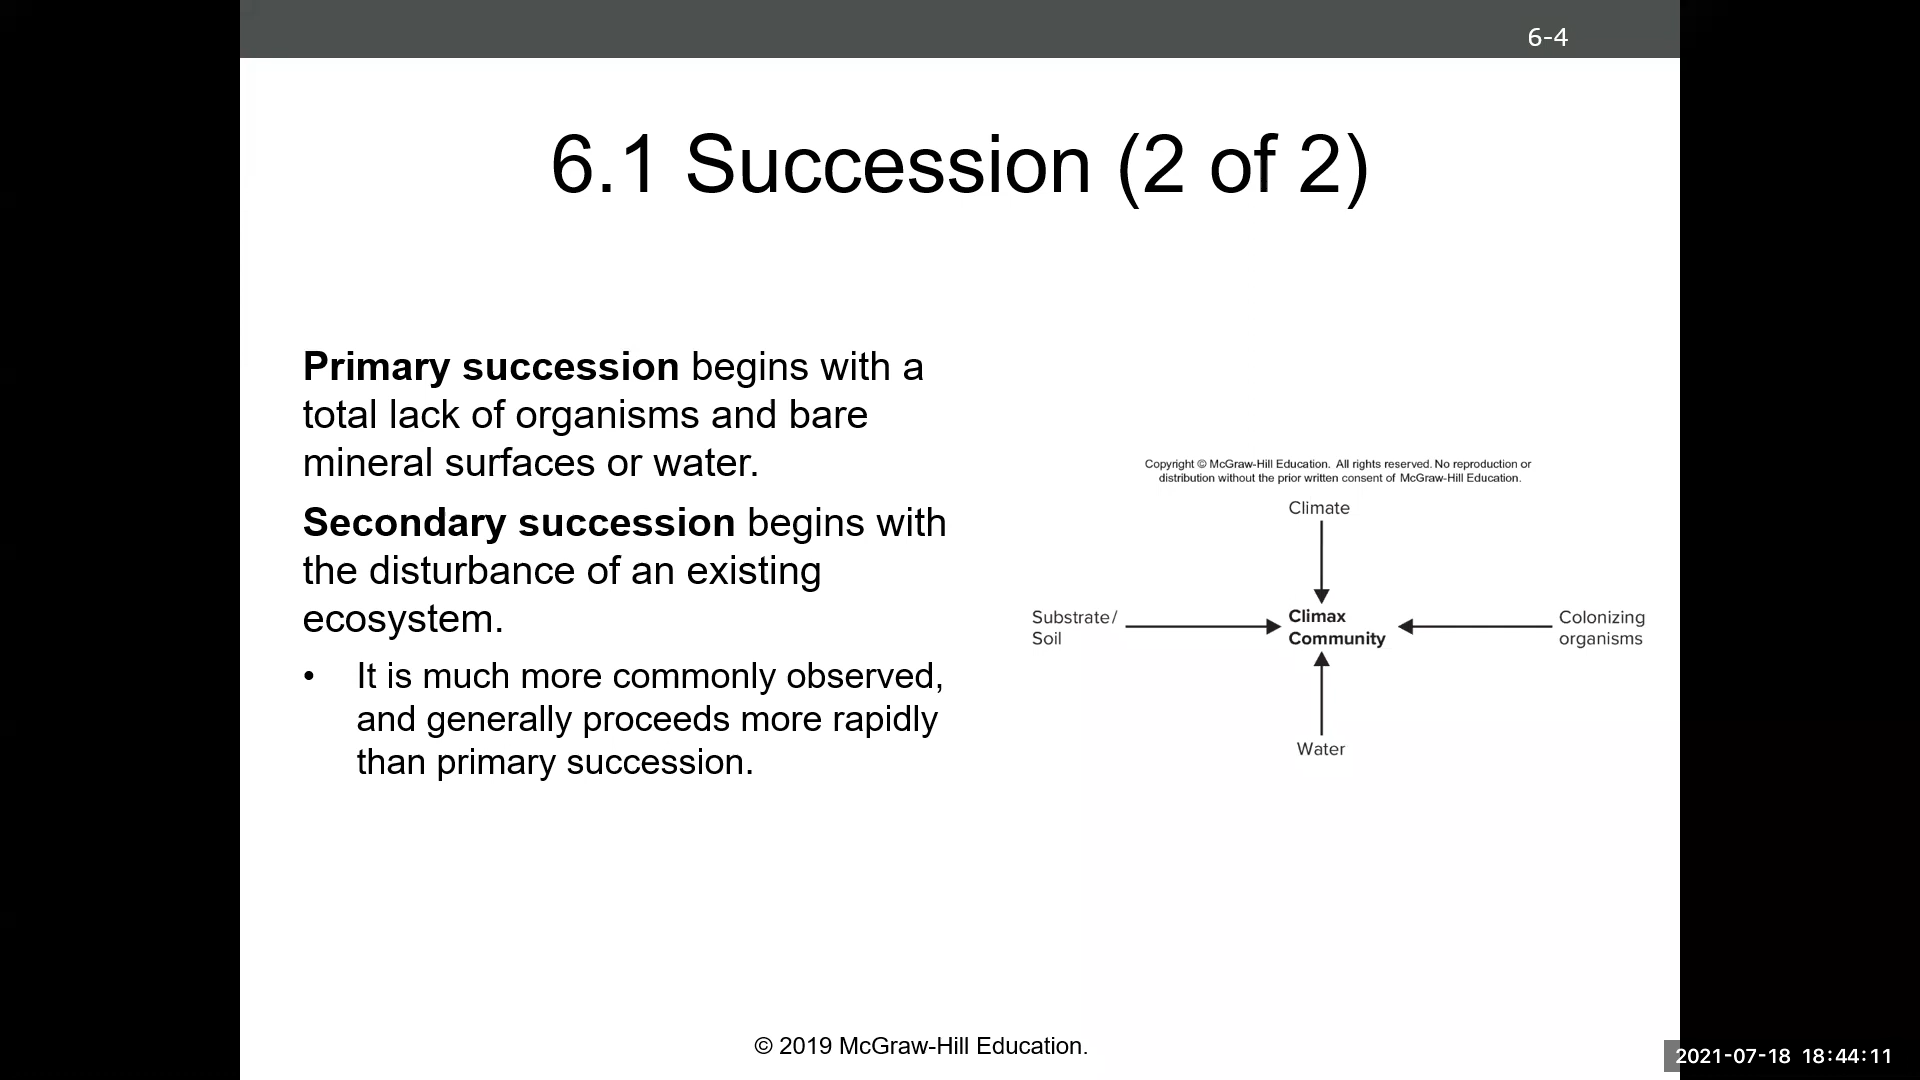 6-4
6.1 Succession (2 of 2)
Primary succession begins with a
total lack of organisms and bare
mineral surfaces or water.
Secondary succession begins with
the disturbance of an existing
ecosystem.
• It is much more commonly observed,
and generally proceeds more rapidly
than primary succession.
Copyright © McGraw-Hill Education. All rights reserved. No reproduction or
distribution without the prior written consent of McGraw-Hill Education.
Climate
Substrate/
Soil
Climax
Community
Colonizing
organisms
Water
© 2019 McGraw-Hill Education.
2021-07-18 18:44:11